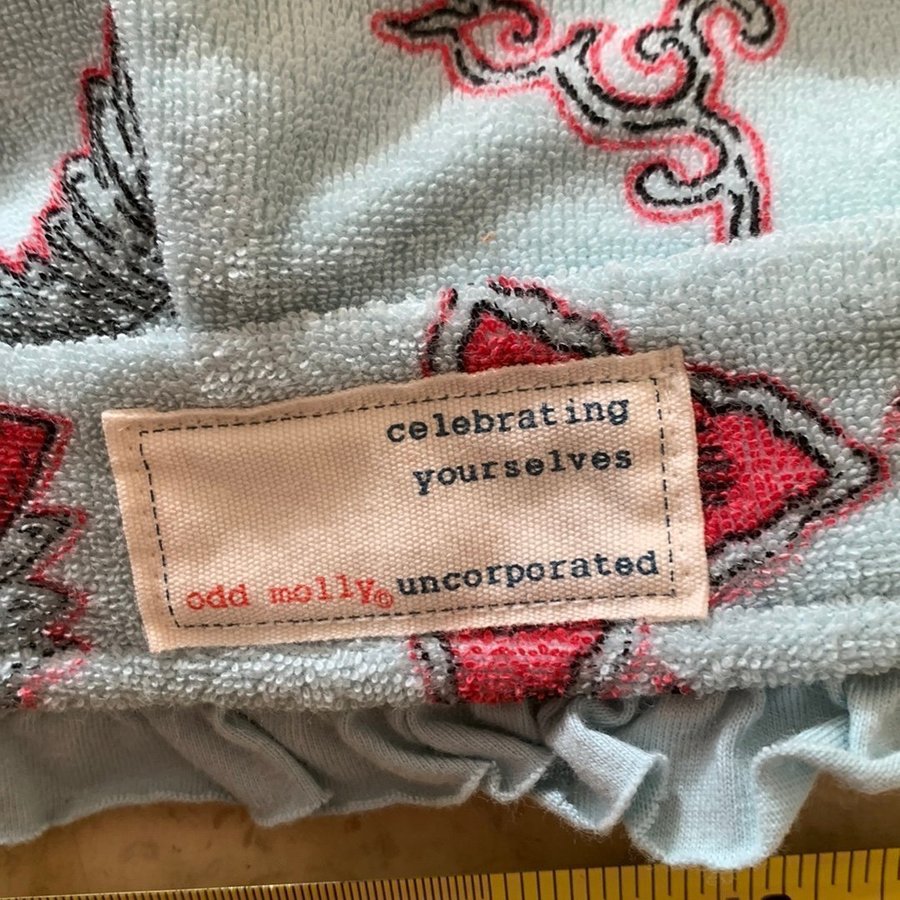 celebrating
yourselves
odd molly® uncorporated